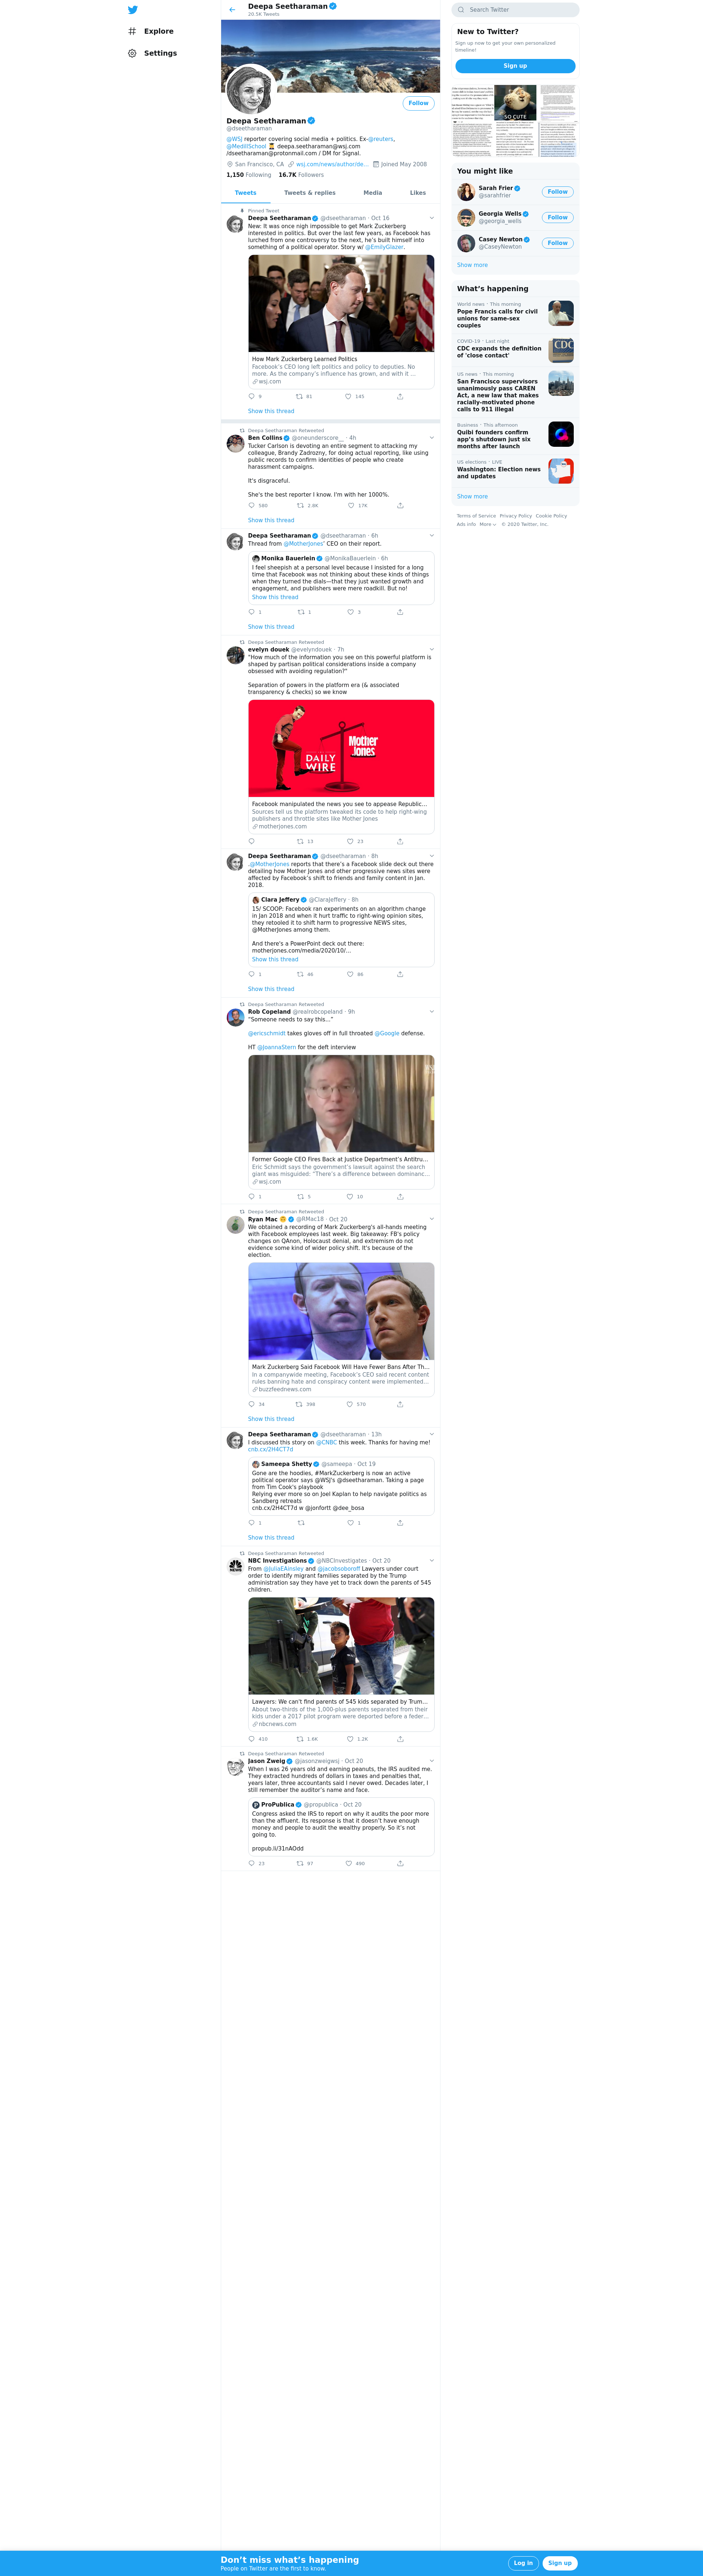 Explore
Settings
Deepa Seetharaman
20.5K Tweets
Follow
Deepa Seetharaman
@dseetharaman
@WSJ reporter covering social media + politics. Ex-@reuters,
@MedillSchool 👩‍🎓 deepa.seetharaman@wsj.com
/dseetharaman@protonmail.com / DM for Signal.
San Francisco, CA wsj.com/news/author/de… Joined May 2008
1,150 Following 16.7K Followers
Tweets Tweets & replies Media Likes
Pinned Tweet
Deepa Seetharaman @dseetharaman · Oct 16
New: It was once nigh impossible to get Mark Zuckerberg
interested in politics. But over the last few years, as Facebook has
lurched from one controversy to the next, he's built himself into
something of a political operator. Story w/ @EmilyGlazer.
How Mark Zuckerberg Learned Politics
Facebook's CEO long left politics and policy to deputies. No
more. As the company's influence has grown, and with it …
wsj.com
9 81 145
Show this thread
Deepa Seetharaman Retweeted
Ben Collins @oneunderscore__ · 4h
Tucker Carlson is devoting an entire segment to attacking my
colleague, Brandy Zadrozny, for doing actual reporting, like using
public records to confirm identities of people who create
harassment campaigns.
It's disgraceful.
She's the best reporter I know. I'm with her 1000%.
580 2.8K 17K
Show this thread
Deepa Seetharaman @dseetharaman · 6h
Thread from @MotherJones' CEO on their report.
Monika Bauerlein @MonikaBauerlein · 6h
I feel sheepish at a personal level because I insisted for a long
time that Facebook was not thinking about these kinds of things
when they turned the dials—that they just wanted growth and
engagement, and publishers were mere roadkill. But no!
Show this thread
1 1 3
Show this thread
Deepa Seetharaman Retweeted
evelyn douek @evelyndouek · 7h
"How much of the information you see on this powerful platform is
shaped by partisan political considerations inside a company
obsessed with avoiding regulation?"
Separation of powers in the platform era (& associated
transparency & checks) so we know
DAILY
WIRE
Mother
Jones
Facebook manipulated the news you see to appease Republic…
Sources tell us the platform tweaked its code to help right-wing
publishers and throttle sites like Mother Jones
motherjones.com
13 23
Deepa Seetharaman @dseetharaman · 8h
.@MotherJones reports that there's a Facebook slide deck out there
detailing how Mother Jones and other progressive news sites were
affected by Facebook's shift to friends and family content in Jan.
2018.
Clara Jeffery @ClaraJeffery · 8h
15/ SCOOP: Facebook ran experiments on an algorithm change
in Jan 2018 and when it hurt traffic to right-wing opinion sites,
they retooled it to shift harm to progressive NEWS sites,
@MotherJones among them.
And there's a PowerPoint deck out there:
motherjones.com/media/2020/10/…
Show this thread
1 46 86
Show this thread
Deepa Seetharaman Retweeted
Rob Copeland @realrobcopeland · 9h
"Someone needs to say this…"
@ericschmidt takes gloves off in full throated @Google defense.
HT @JoannaStern for the deft interview
Former Google CEO Fires Back at Justice Department's Antitru…
Eric Schmidt says the government's lawsuit against the search
giant was misguided: "There's a difference between dominanc…
wsj.com
1 5 10
Deepa Seetharaman Retweeted
Ryan Mac @RMac18 · Oct 20
We obtained a recording of Mark Zuckerberg's all-hands meeting
with Facebook employees last week. Big takeaway: FB's policy
changes on QAnon, Holocaust denial, and extremism do not
evidence some kind of wider policy shift. It's because of the
election.
Mark Zuckerberg Said Facebook Will Have Fewer Bans After Th…
In a companywide meeting, Facebook's CEO said recent content
rules banning hate and conspiracy content were implemented…
buzzfeednews.com
34 398 570
Show this thread
Deepa Seetharaman @dseetharaman · 13h
I discussed this story on @CNBC this week. Thanks for having me!
cnb.cx/2H4CT7d
Sameepa Shetty @sameepa · Oct 19
Gone are the hoodies, #MarkZuckerberg is now an active
political operator says @WSJ's @dseetharaman. Taking a page
from Tim Cook's playbook
Relying ever more so on Joel Kaplan to help navigate politics as
Sandberg retreats
cnb.cx/2H4CT7d w @jonfortt @dee_bosa
1 1
Show this thread
Deepa Seetharaman Retweeted
NBC Investigations @NBCInvestigates · Oct 20
From @JuliaEAinsley and @jacobsoboroff Lawyers under court
order to identify migrant families separated by the Trump
administration say they have yet to track down the parents of 545
children.
Lawyers: We can't find parents of 545 kids separated by Trum…
About two-thirds of the 1,000-plus parents separated from their
kids under a 2017 pilot program were deported before a feder…
nbcnews.com
410 1.6K 1.2K
Deepa Seetharaman Retweeted
Jason Zweig @jasonzweigwsj · Oct 20
When I was 26 years old and earning peanuts, the IRS audited me.
They extracted hundreds of dollars in taxes and penalties that,
years later, three accountants said I never owed. Decades later, I
still remember the auditor's name and face.
ProPublica @propublica · Oct 20
Congress asked the IRS to report on why it audits the poor more
than the affluent. Its response is that it doesn't have enough
money and people to audit the wealthy properly. So it's not
going to.
propub.li/31nAOdd
23 97 490
Search Twitter
New to Twitter?
Sign up now to get your own personalized
timeline!
Sign up
SO CUTE
You might like
Sarah Frier
@sarahfrier
Follow
Georgia Wells
@georgia_wells
Follow
Casey Newton
@CaseyNewton
Follow
Show more
What's happening
World news · This morning
Pope Francis calls for civil
unions for same-sex
couples
COVID-19 · Last night
CDC expands the definition
of 'close contact'
CDC
US news · This morning
San Francisco supervisors
unanimously pass CAREN
Act, a new law that makes
racially-motivated phone
calls to 911 illegal
Business · This afternoon
Quibi founders confirm
app's shutdown just six
months after launch
US elections · LIVE
Washington: Election news
and updates
Show more
Terms of Service Privacy Policy Cookie Policy
Ads info More © 2020 Twitter, Inc.
Don't miss what's happening
People on Twitter are the first to know.
Log in
Sign up